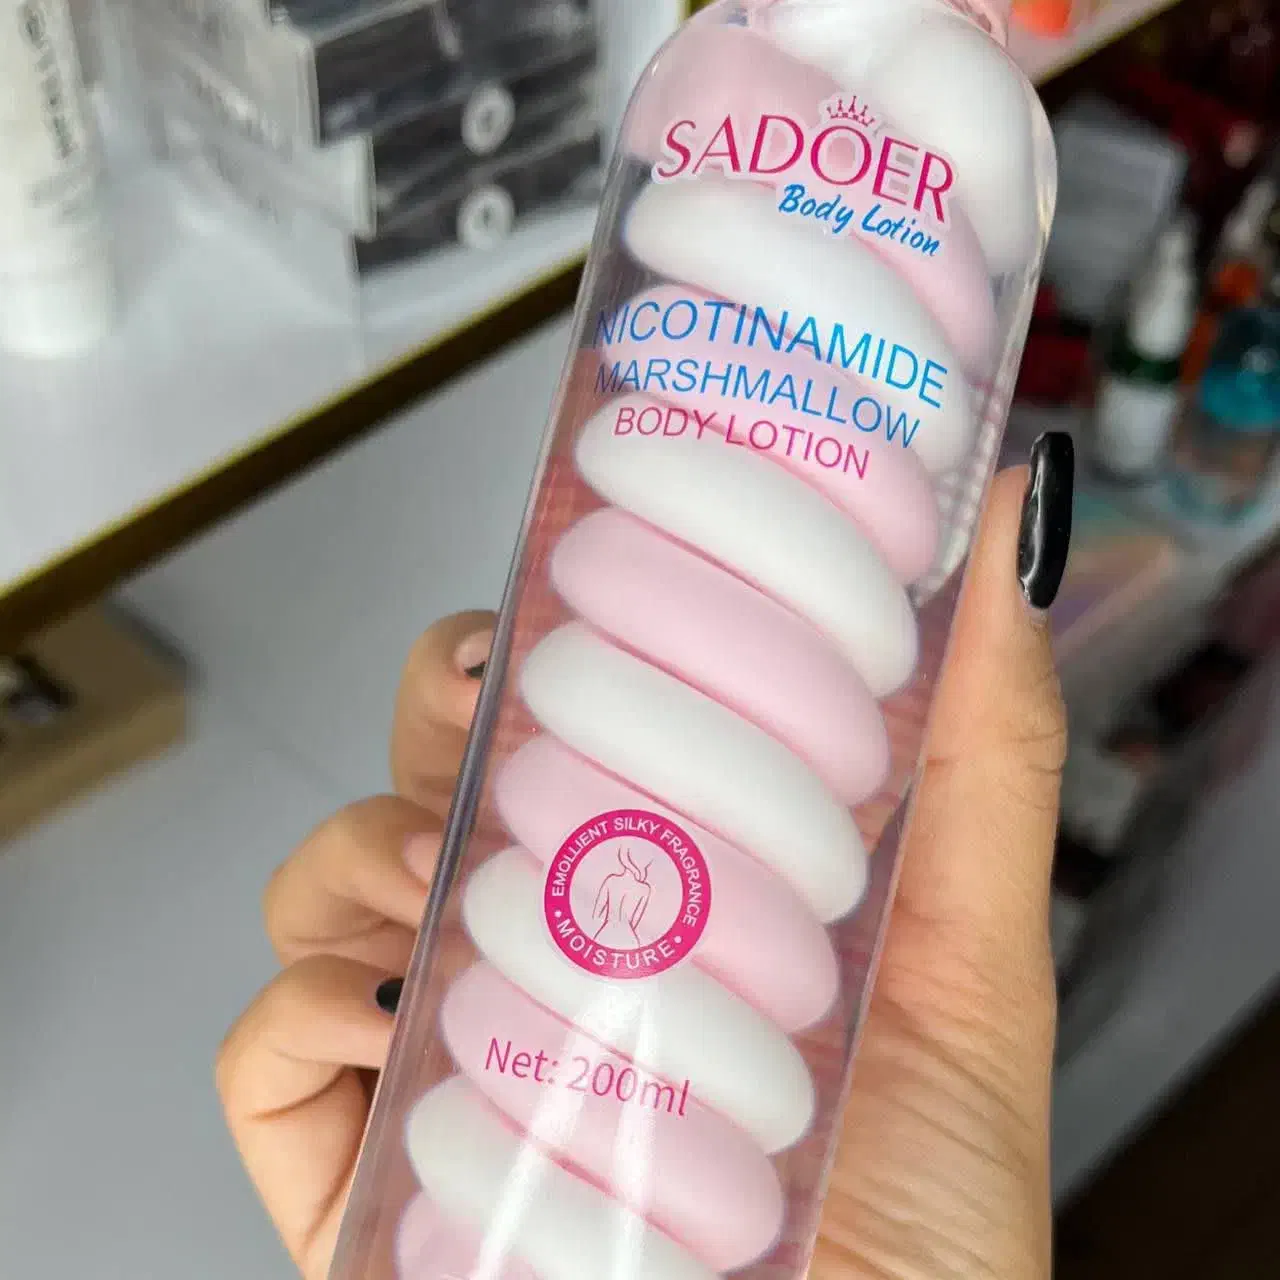 SADOER
Body Lotion
NICOTINAMIDE
MARSHMALLOW
BODY LOTION
EMOLLIENT SILKY FRAGRANCE
• MOISTURE •
Net: 200ml